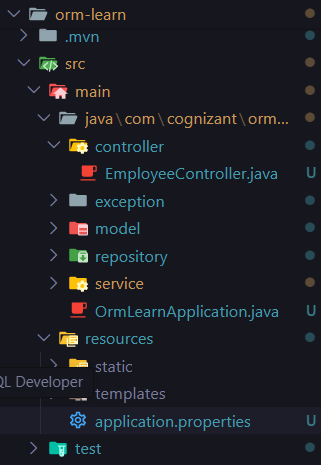 orm-learn
.mvn
src
main
java\com\cognizant\orm...
controller
EmployeeController.java U
exception
model
repository
service
OrmLearnApplication.java U
resources
static
QL Developer
templates
application.properties U
test